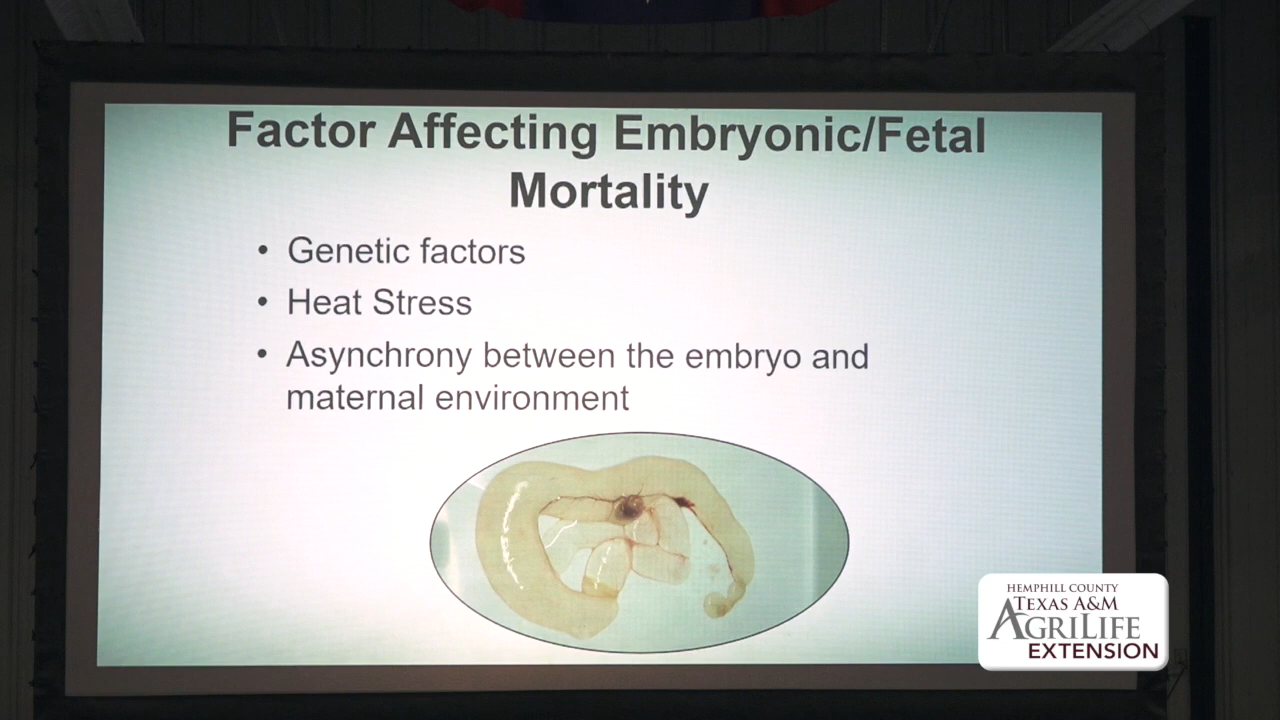 Factor Affecting Embryonic/Fetal
Mortality
• Genetic factors
• Heat Stress
• Asynchrony between the embryo and
maternal environment
HEMPHILL COUNTY
TEXAS A&M
AGRILIFE
EXTENSION